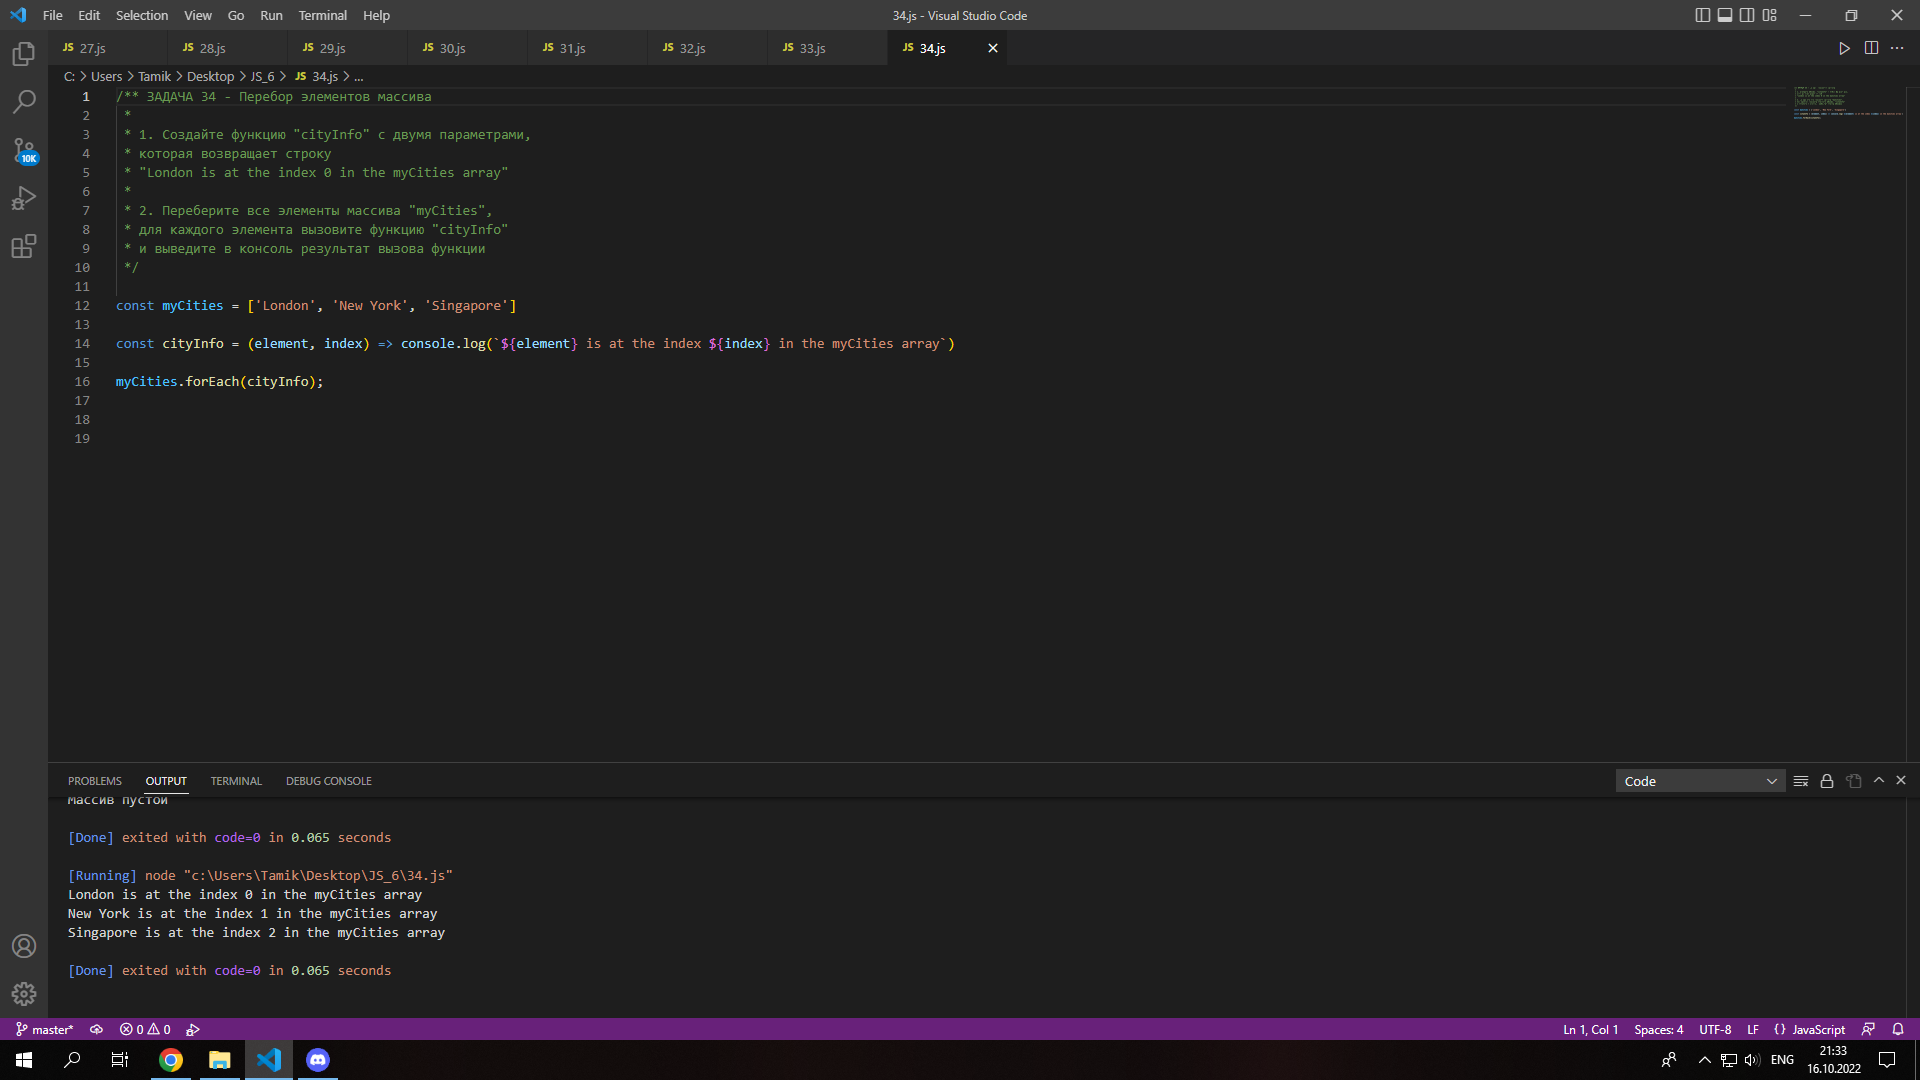 File Edit Selection View Go Run Terminal Help 34.js - Visual Studio Code
JS 27.js JS 28.js JS 29.js JS 30.js JS 31.js JS 32.js JS 33.js JS 34.js
C: > Users > Tamik > Desktop > JS_6 > JS 34.js > ...
1 /** ЗАДАЧА 34 - Перебор элементов массива
2 *
3 * 1. Создайте функцию "cityInfo" с двумя параметрами,
4 * которая возвращает строку
5 * "London is at the index 0 in the myCities array"
6 *
7 * 2. Переберите все элементы массива "myCities",
8 * для каждого элемента вызовите функцию "cityInfo"
9 * и выведите в консоль результат вызова функции
10 */
11
12 const myCities = ['London', 'New York', 'Singapore']
13
14 const cityInfo = (element, index) => console.log(`${element} is at the index ${index} in the myCities array`)
15
16 myCities.forEach(cityInfo);
17
18
19
10K
PROBLEMS OUTPUT TERMINAL DEBUG CONSOLE Code
Массив пустой
[Done] exited with code=0 in 0.065 seconds
[Running] node "c:\Users\Tamik\Desktop\JS_6\34.js"
London is at the index 0 in the myCities array
New York is at the index 1 in the myCities array
Singapore is at the index 2 in the myCities array
[Done] exited with code=0 in 0.065 seconds
master* 0 0 Ln 1, Col 1 Spaces: 4 UTF-8 LF {} JavaScript
ENG 21:33
16.10.2022